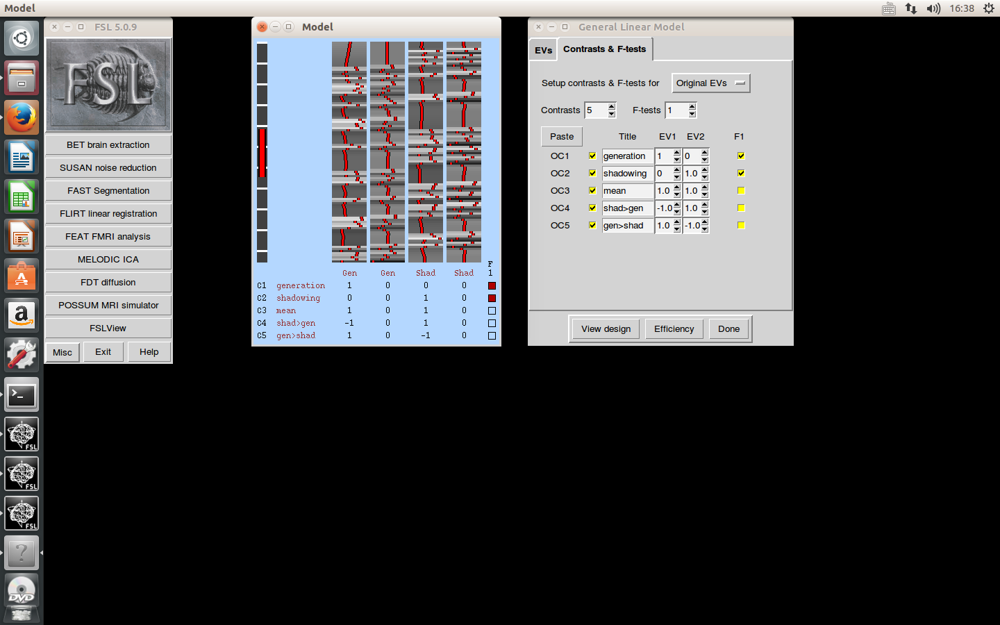 Model
16:38
FSL 5.0.9
FSL
BET brain extraction
SUSAN noise reduction
FAST Segmentation
FLIRT linear registration
FEAT FMRI analysis
MELODIC ICA
FDT diffusion
POSSUM MRI simulator
FSLView
Misc Exit Help
Model
F
Gen Gen Shad Shad 1
C1 generation 1 0 0 0
C2 shadowing 0 0 1 0
C3 mean 1 0 1 0
C4 shad>gen -1 0 1 0
C5 gen>shad 1 0 -1 0
General Linear Model
EVs Contrasts & F-tests
Setup contrasts & F-tests for Original EVs
Contrasts 5 F-tests 1
Paste Title EV1 EV2 F1
OC1 generation 1 0
OC2 shadowing 0 1.0
OC3 mean 1.0 1.0
OC4 shad>gen -1.0 1.0
OC5 gen>shad 1.0 -1.0
View design Efficiency Done
A
a
>_
FSL
FSL
FSL
?
DVD